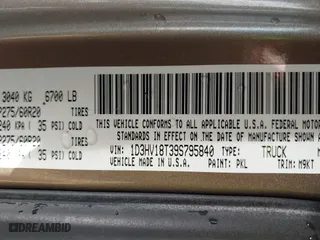 3040 KG 6700 LB
P275/60R20 TIRES
240 KPA ( 35 PSI) COLD
P275/60R20 TIRES
240 KPA ( 35 PSI) COLD
THIS VEHICLE CONFORMS TO ALL APPLICABLE U.S.A. FEDERAL MOTOR
STANDARDS IN EFFECT ON THE DATE OF MANUFACTURE SHOWN
VIN: 1D3HV18T39S795840 TYPE: TRUCK
VEHICLE MADE IN U.S.A. PAINT: PKL TRIM: M9KT
DREAMBID